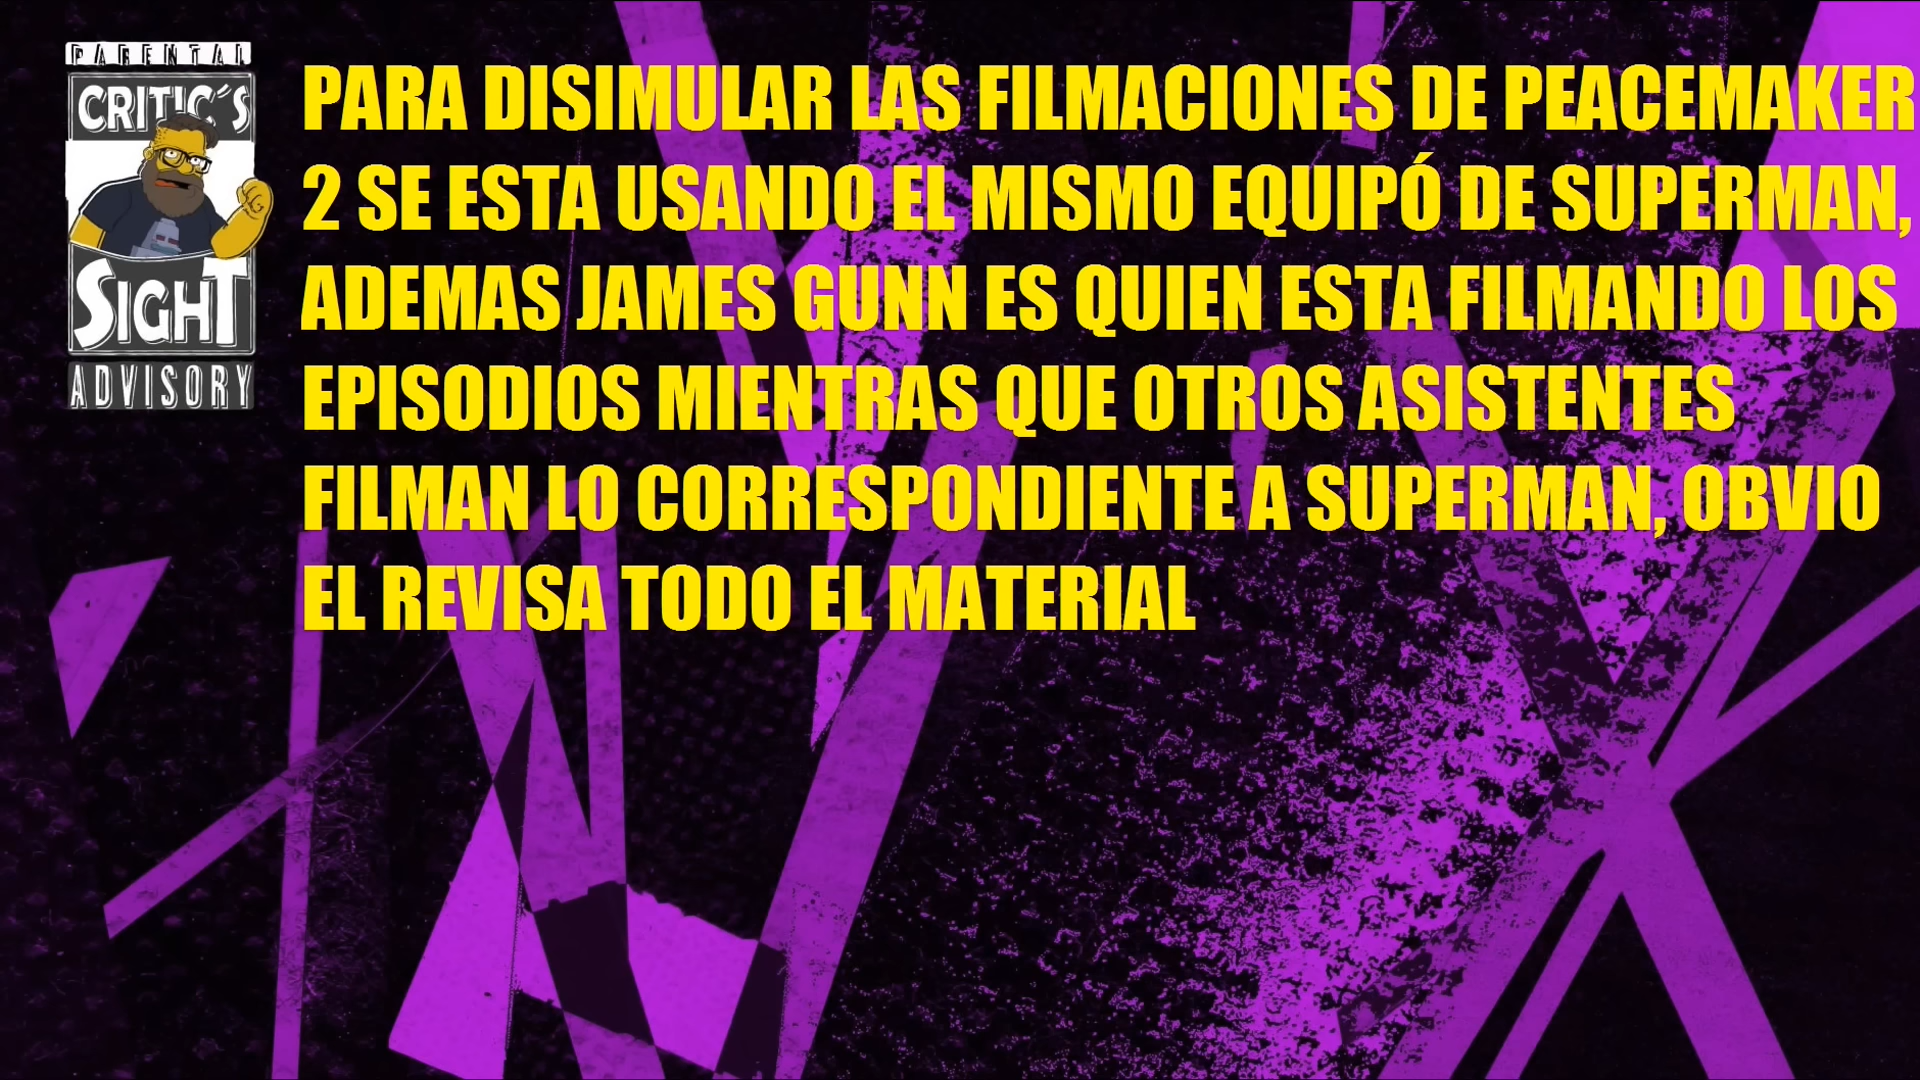 PARENTAL
CRITIC´S
SIGHT
ADVISORY
PARA DISIMULAR LAS FILMACIONES DE PEACEMAKER
2 SE ESTA USANDO EL MISMO EQUIPÓ DE SUPERMAN,
ADEMAS JAMES GUNN ES QUIEN ESTA FILMANDO LOS
EPISODIOS MIENTRAS QUE OTROS ASISTENTES
FILMAN LO CORRESPONDIENTE A SUPERMAN, OBVIO
EL REVISA TODO EL MATERIAL